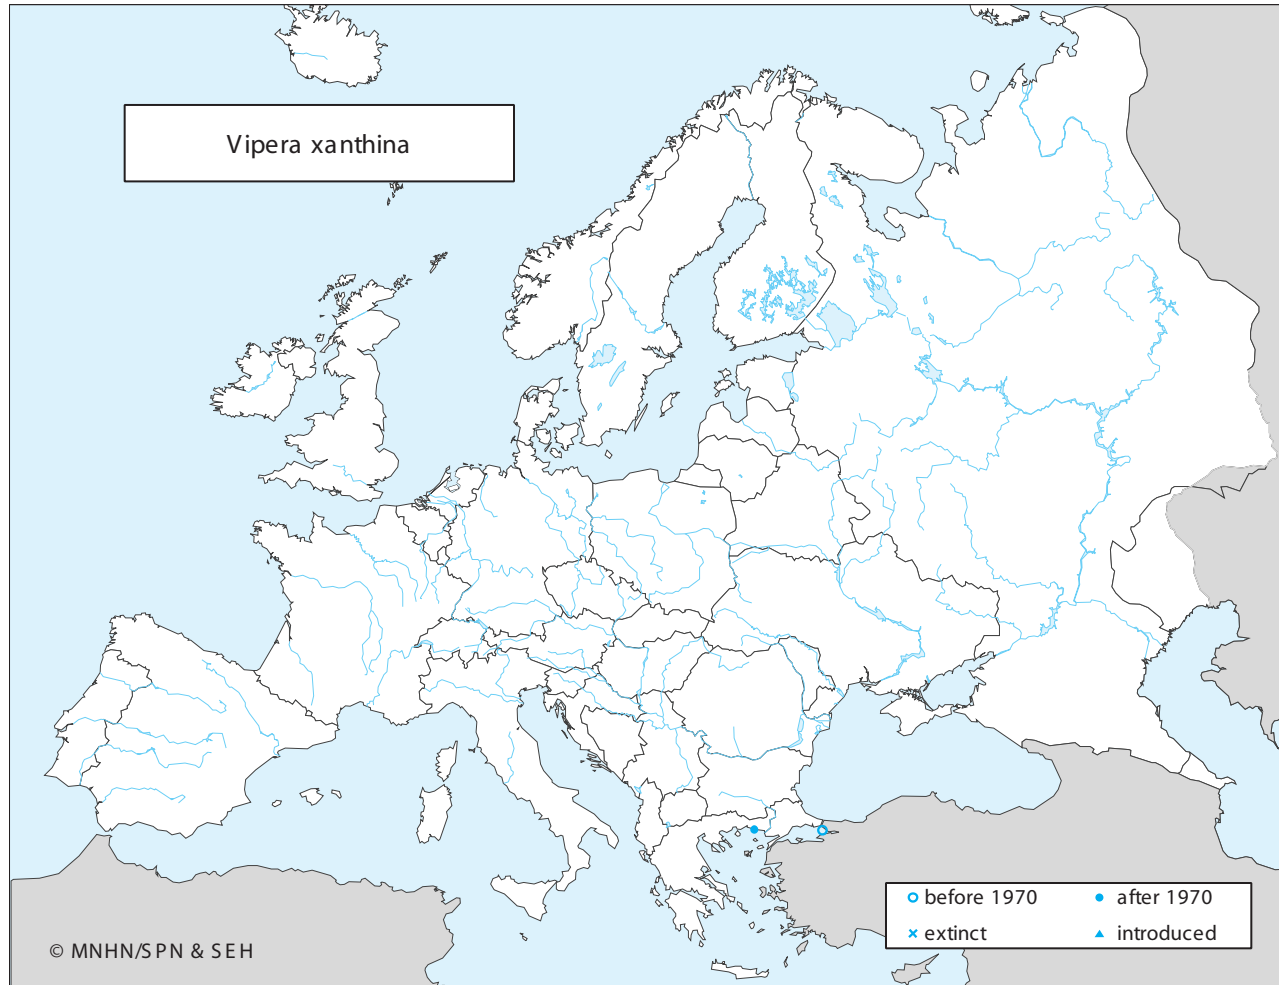 Vipera xanthina
before 1970
after 1970
extinct
introduced
© MNHN/SPN & SEH